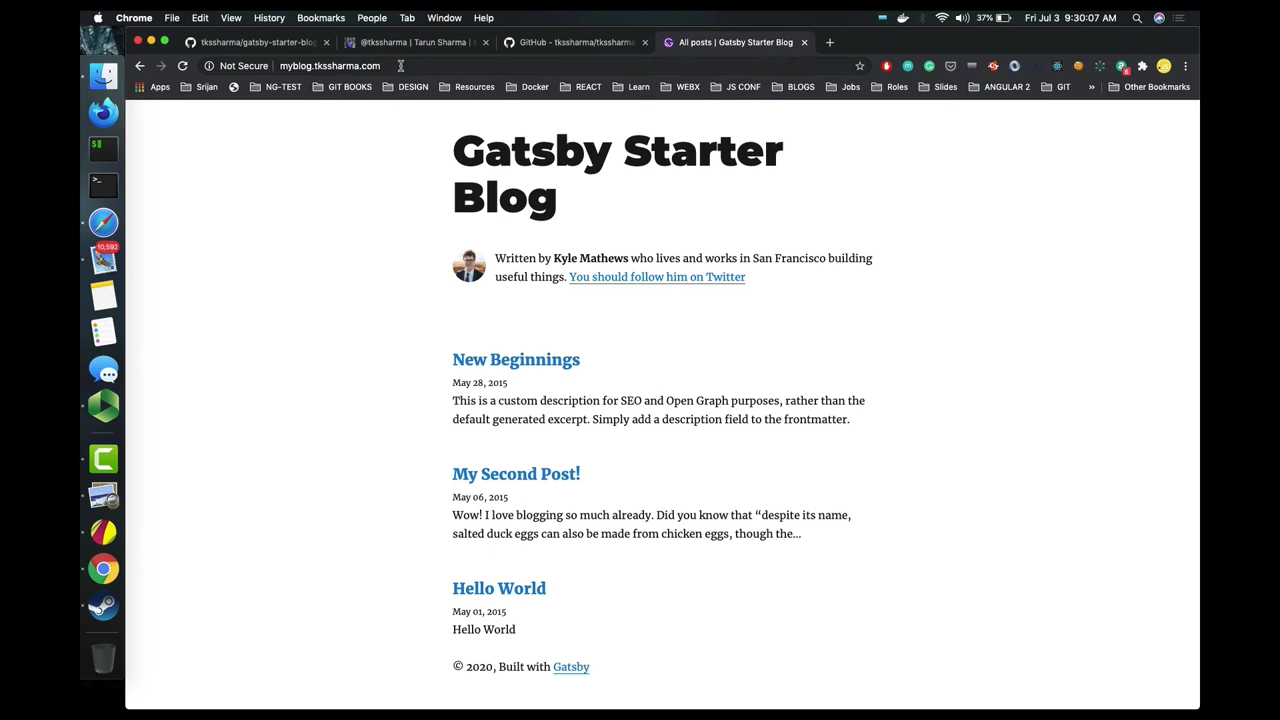 Chrome File Edit View History Bookmarks People Tab Window Help 37% Fri Jul 3 9:30:07 AM
tkssharma/gatsby-starter-blog @tkssharma | Tarun Sharma | GitHub - tkssharma/tkssharma All posts | Gatsby Starter Blog
Not Secure myblog.tkssharma.com
Apps Srijan NG-TEST GIT BOOKS DESIGN Resources Docker REACT Learn WEBX JS CONF BLOGS Jobs Roles Slides ANGULAR 2 GIT » Other Bookmarks
10,592
Gatsby Starter
Blog
Written by Kyle Mathews who lives and works in San Francisco building
useful things. You should follow him on Twitter
New Beginnings
May 28, 2015
This is a custom description for SEO and Open Graph purposes, rather than the
default generated excerpt. Simply add a description field to the frontmatter.
My Second Post!
May 06, 2015
Wow! I love blogging so much already. Did you know that “despite its name,
salted duck eggs can also be made from chicken eggs, though the...
Hello World
May 01, 2015
Hello World
© 2020, Built with Gatsby